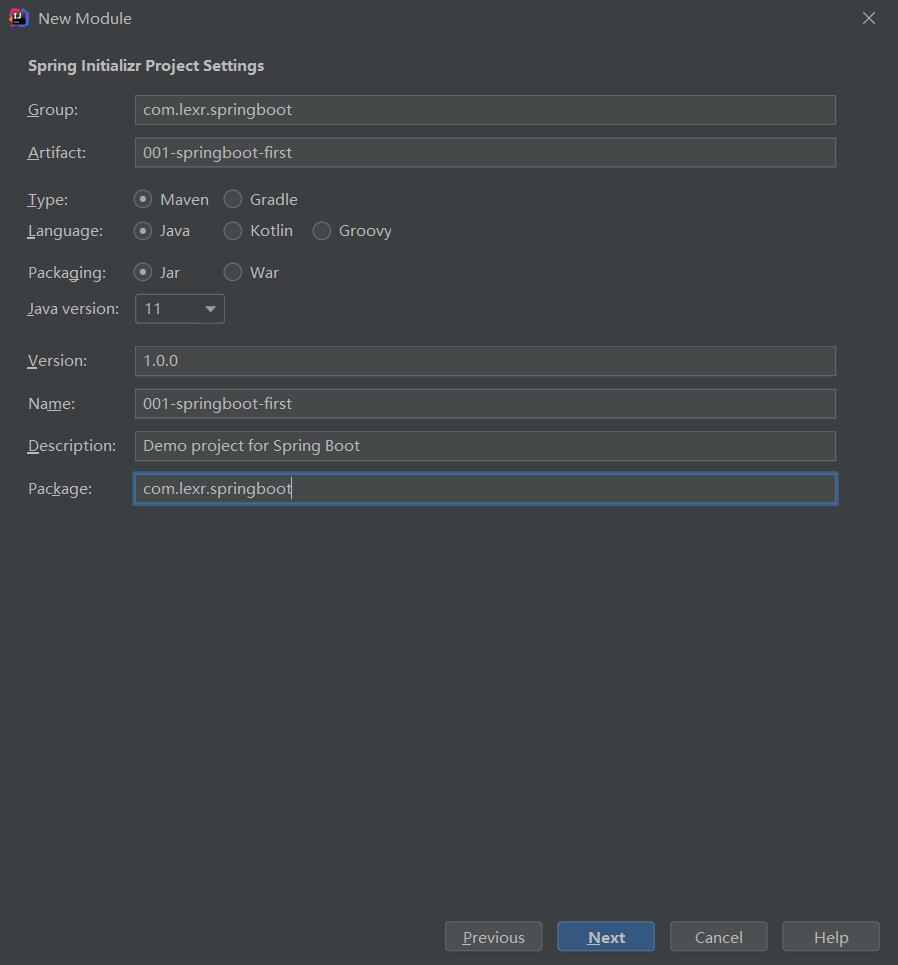 New Module
Spring Initializr Project Settings
Group: com.lexr.springboot
Artifact: 001-springboot-first
Type: Maven Gradle
Language: Java Kotlin Groovy
Packaging: Jar War
Java version: 11
Version: 1.0.0
Name: 001-springboot-first
Description: Demo project for Spring Boot
Package: com.lexr.springboot
Previous Next Cancel Help